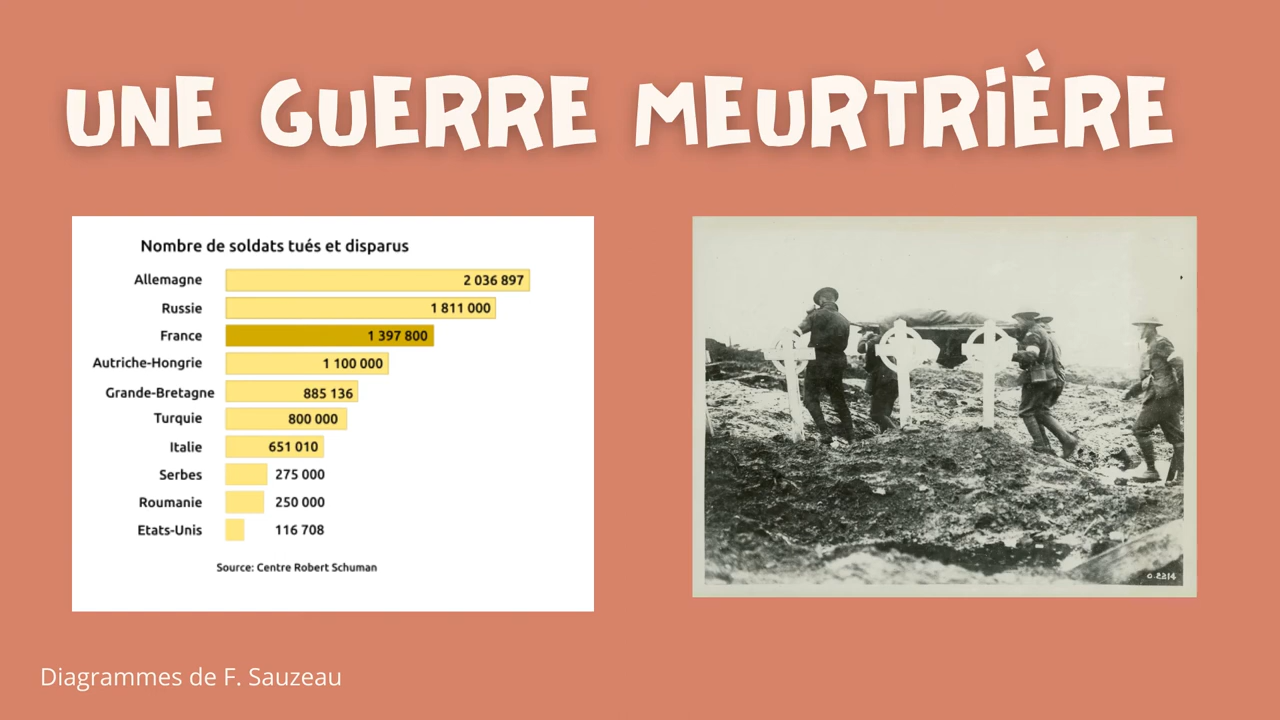 UNE GUERRE MEURTRIÈRE
Nombre de soldats tués et disparus
Allemagne 2 036 897
Russie 1 811 000
France 1 397 800
Autriche-Hongrie 1 100 000
Grande-Bretagne 885 136
Turquie 800 000
Italie 651 010
Serbes 275 000
Roumanie 250 000
Etats-Unis 116 708
Source: Centre Robert Schuman
O.2214
Diagrammes de F. Sauzeau